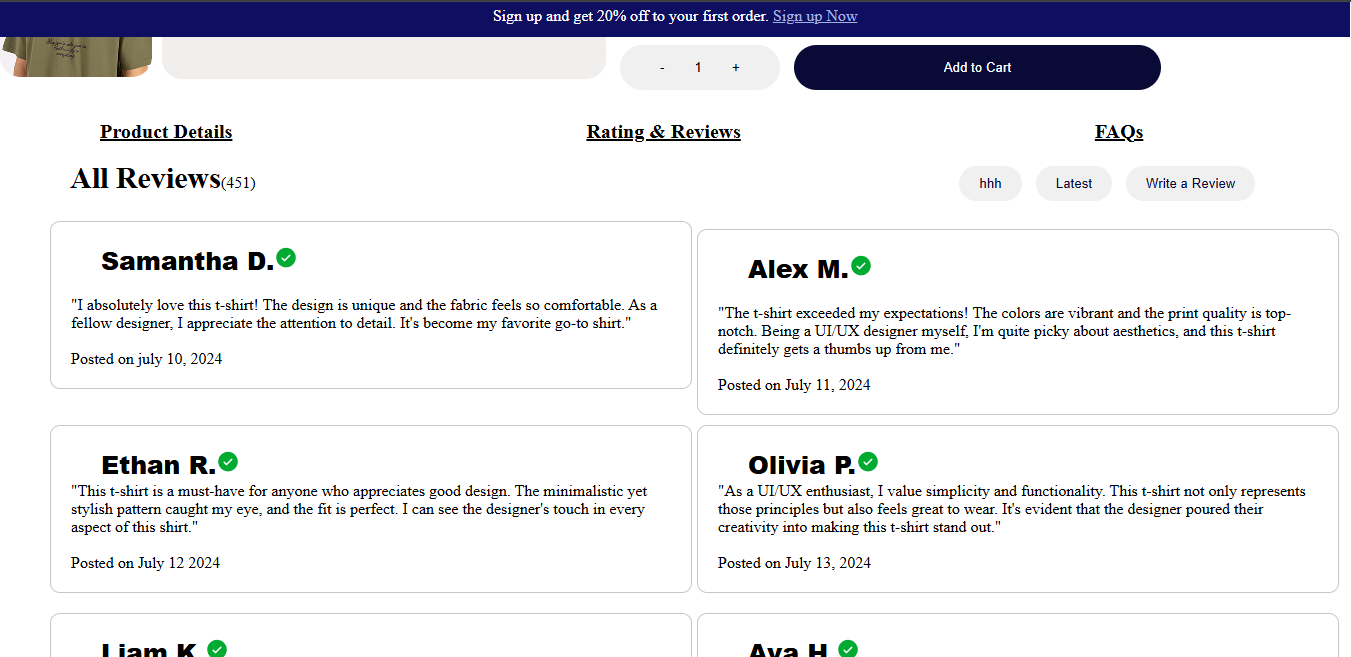 Sign up and get 20% off to your first order. Sign up Now
- 1 +
Add to Cart
Product Details
Rating & Reviews
FAQs
All Reviews(451)
hhh
Latest
Write a Review
Samantha D.
"I absolutely love this t-shirt! The design is unique and the fabric feels so comfortable. As a
fellow designer, I appreciate the attention to detail. It's become my favorite go-to shirt."
Posted on july 10, 2024
Alex M.
"The t-shirt exceeded my expectations! The colors are vibrant and the print quality is top-
notch. Being a UI/UX designer myself, I'm quite picky about aesthetics, and this t-shirt
definitely gets a thumbs up from me."
Posted on July 11, 2024
Ethan R.
"This t-shirt is a must-have for anyone who appreciates good design. The minimalistic yet
stylish pattern caught my eye, and the fit is perfect. I can see the designer's touch in every
aspect of this shirt."
Posted on July 12 2024
Olivia P.
"As a UI/UX enthusiast, I value simplicity and functionality. This t-shirt not only represents
those principles but also feels great to wear. It's evident that the designer poured their
creativity into making this t-shirt stand out."
Posted on July 13, 2024
Liam K.
Ava H.